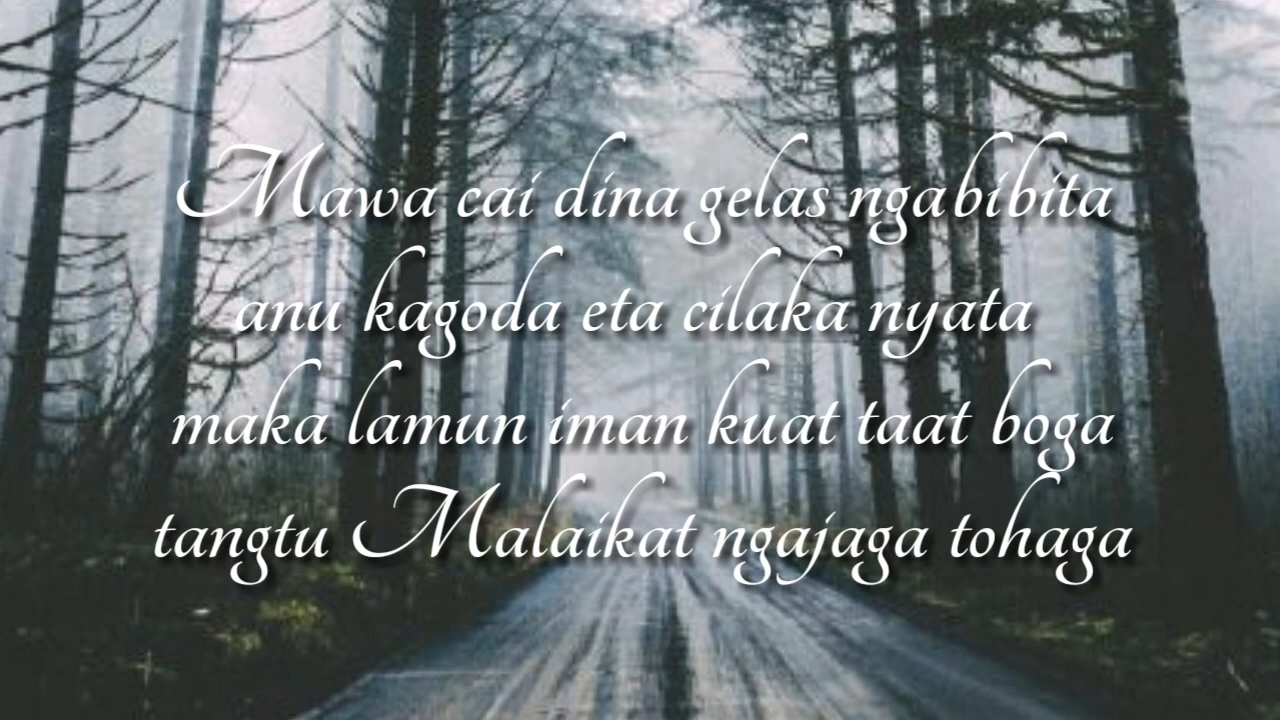 Mawa cai dina gelas ngabibita
anu kagoda eta cilaka nyata
maka lamun iman kuat taat boga
tangtu Malaikat ngajaga tohaga